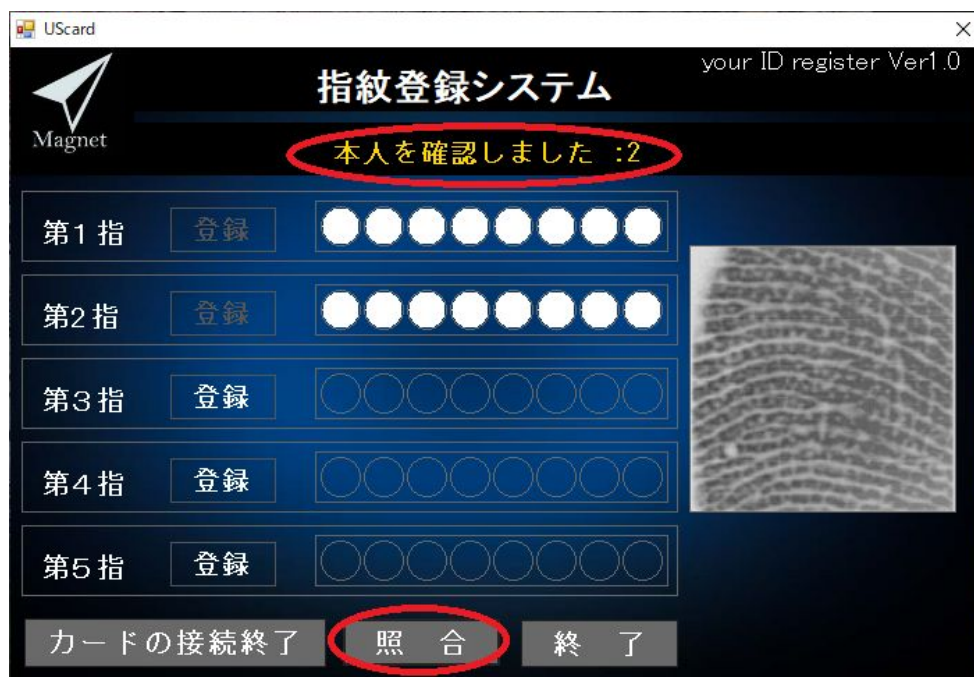 UScard
your ID register Ver1.0
指紋登録システム
Magnet
本人を確認しました :2
第1指 登録
第2指 登録
第3指 登録
第4指 登録
第5指 登録
カードの接続終了 照 合 終 了